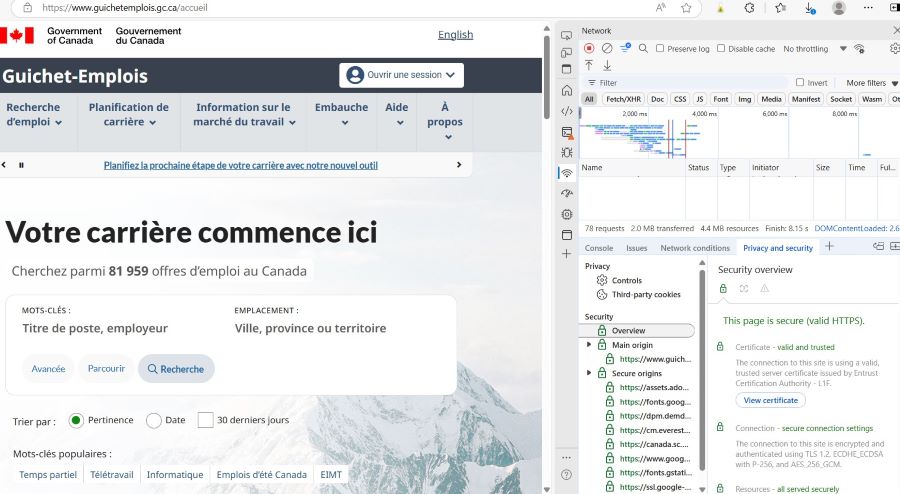 https://www.guichetemplois.gc.ca/accueil
Government of Canada
Gouvernement du Canada
English
Guichet-Emplois
Ouvrir une session
Recherche d'emploi
Planification de carrière
Information sur le marché du travail
Embauche
Aide
À propos
Planifiez la prochaine étape de votre carrière avec notre nouvel outil
Votre carrière commence ici
Cherchez parmi 81 959 offres d'emploi au Canada
MOTS-CLÉS :
Titre de poste, employeur
EMPLACEMENT :
Ville, province ou territoire
Avancée
Parcourir
Recherche
Trier par :
Pertinence
Date
30 derniers jours
Mots-clés populaires :
Temps partiel
Télétravail
Informatique
Emplois d'été Canada
EIMT
Network
Preserve log
Disable cache
No throttling
Filter
Invert
More filters
All
Fetch/XHR
Doc
CSS
JS
Font
Img
Media
Manifest
Socket
Wasm
Ot
2,000 ms
4,000 ms
6,000 ms
8,000 ms
Name
Status
Type
Initiator
Size
Time
Ful...
78 requests
2.0 MB transferred
4.4 MB resources
Finish: 8.15 s
DOMContentLoaded: 2.6
Console
Issues
Network conditions
Privacy and security
Privacy
Controls
Third-party cookies
Security
Overview
Main origin
https://www.guich...
Secure origins
https://assets.ado...
https://fonts.goog...
https://dpm.demd...
https://cm.everest...
https://canada.sc....
https://www.goog...
https://fonts.gstati...
https://ssl.google-...
Security overview
This page is secure (valid HTTPS).
Certificate - valid and trusted
The connection to this site is using a valid,
trusted server certificate issued by Entrust
Certification Authority - L1F.
View certificate
Connection - secure connection settings
The connection to this site is encrypted and
authenticated using TLS 1.2, ECDHE_ECDSA
with P-256, and AES_256_GCM.
Resources - all served securely